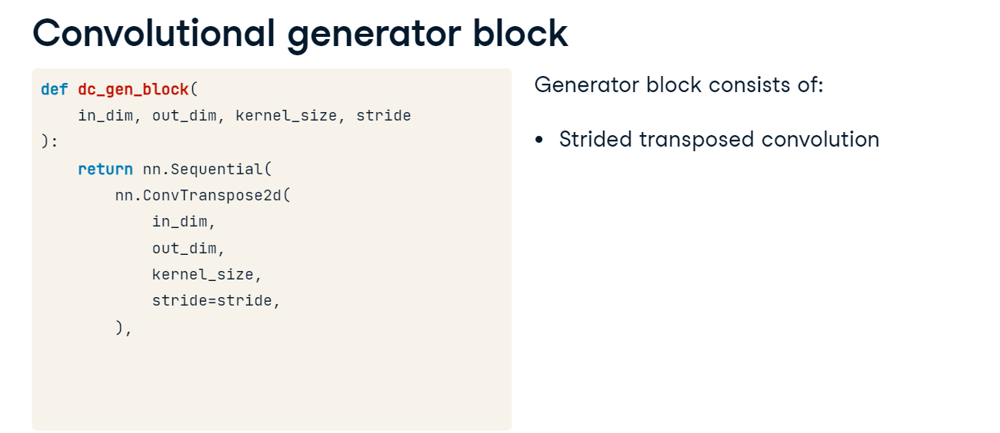 Convolutional generator block
def dc_gen_block(
    in_dim, out_dim, kernel_size, stride
):
    return nn.Sequential(
        nn.ConvTranspose2d(
            in_dim,
            out_dim,
            kernel_size,
            stride=stride,
        ),
Generator block consists of:
• Strided transposed convolution